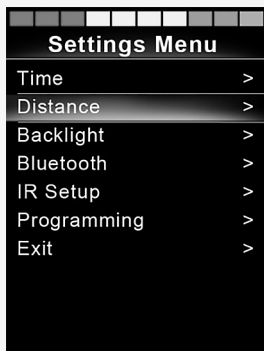 Settings Menu
Time >
Distance >
Backlight >
Bluetooth >
IR Setup >
Programming >
Exit >